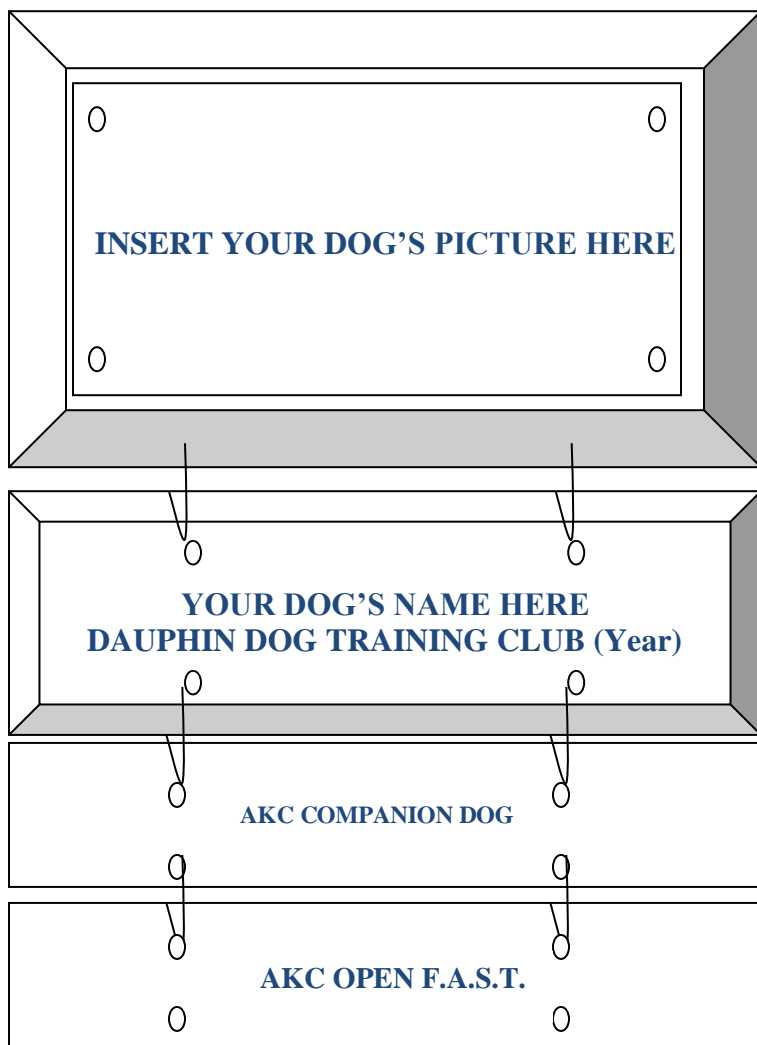 INSERT YOUR DOG’S PICTURE HERE
YOUR DOG’S NAME HERE
DAUPHIN DOG TRAINING CLUB (Year)
AKC COMPANION DOG
AKC OPEN F.A.S.T.